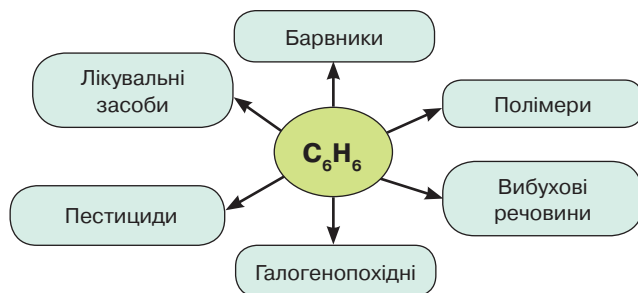 Барвники
Лікувальні
засоби
Полімери
C₆H₆
Пестициди
Вибухові
речовини
Галогенопохідні